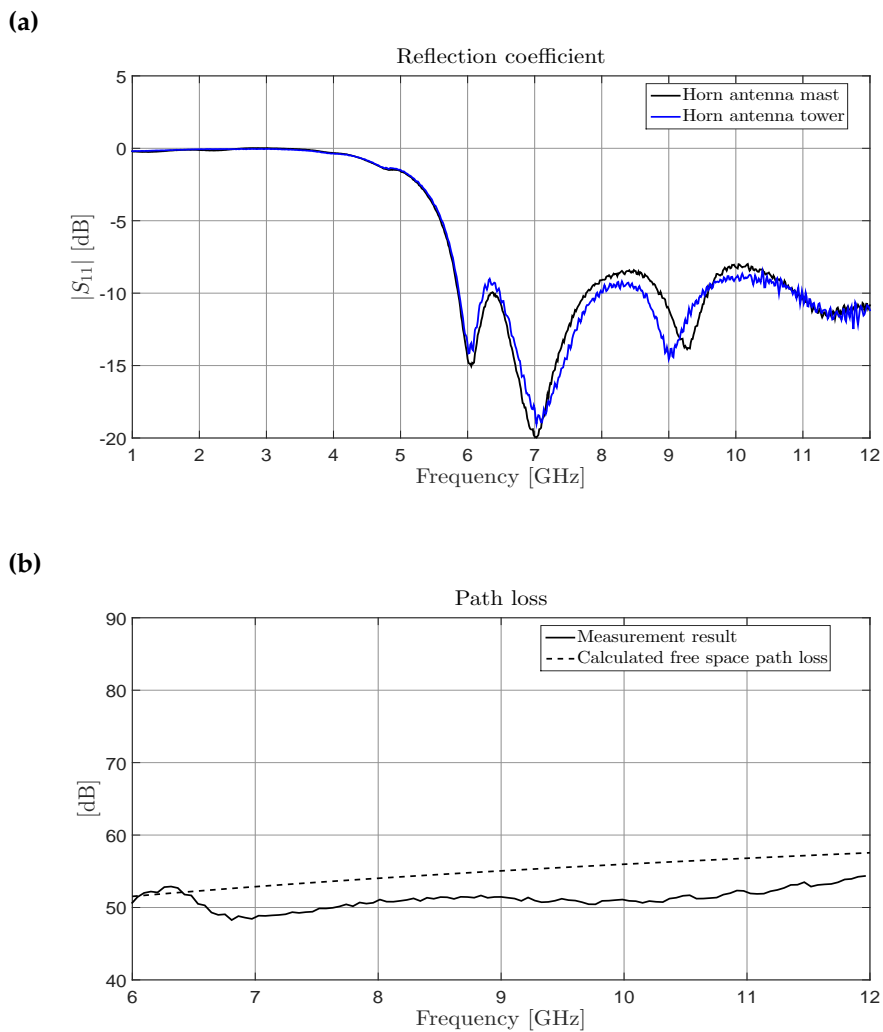 (a)
Reflection coefficient
Horn antenna mast
Horn antenna tower
5
0
-5
-10
-15
-20
|S11| [dB]
1 2 3 4 5 6 7 8 9 10 11 12
Frequency [GHz]
(b)
Path loss
Measurement result
Calculated free space path loss
90
80
70
60
50
40
[dB]
6 7 8 9 10 11 12
Frequency [GHz]